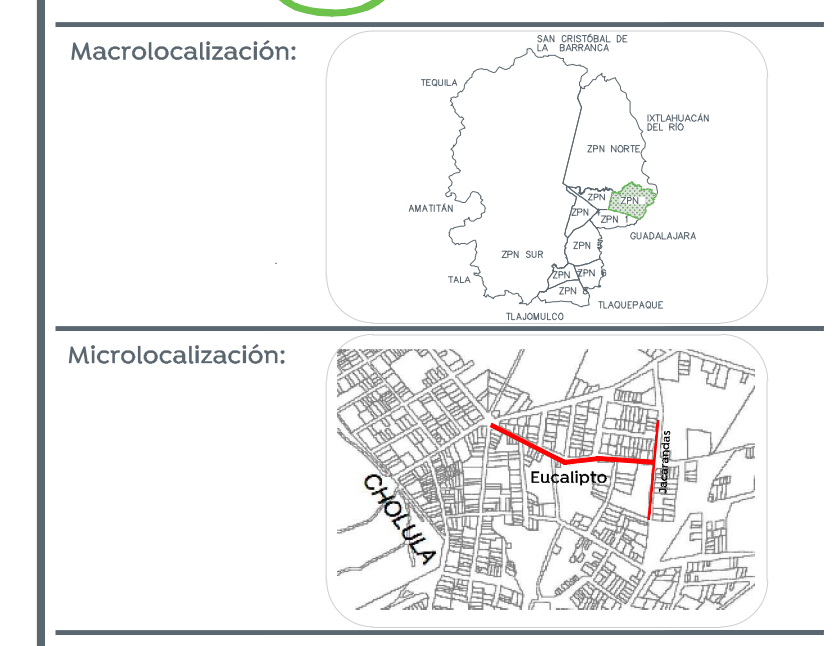 Macrolocalización:
SAN CRISTÓBAL DE
LA BARRANCA
TEQUILA
IXTLAHUACÁN
DEL RÍO
ZPN NORTE
ZPN
ZPN
AMATITÁN
ZPN
ZPN 1
GUADALAJARA
ZPN
ZPN SUR
ZPN
ZPN 6
TALA
ZPN
TLAQUEPAQUE
TLAJOMULCO
Microlocalización:
Jacarandas
Eucalipto
CHOLULA